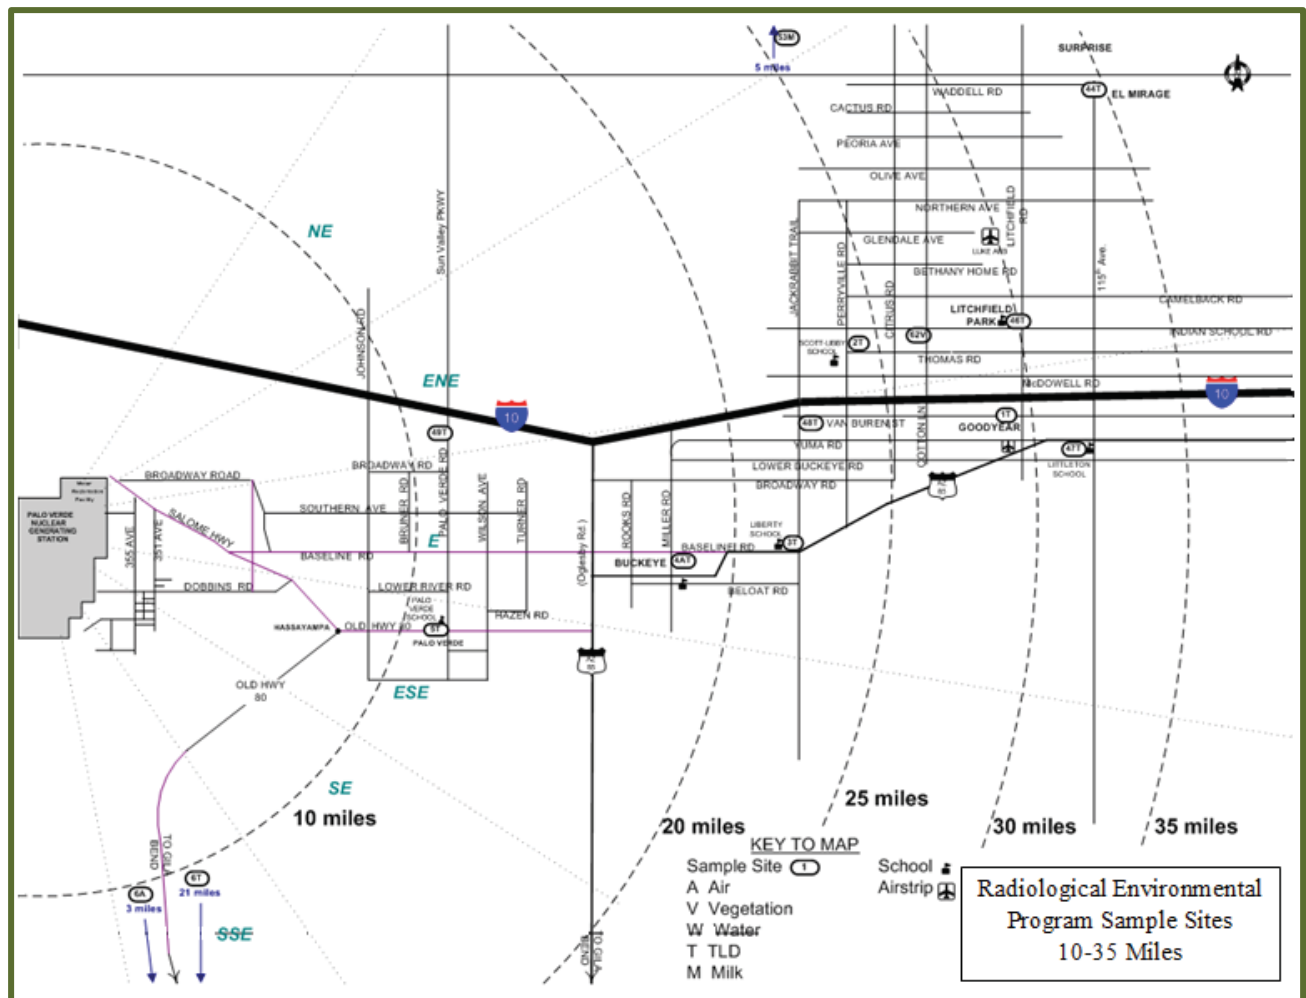 53M
5 miles
SURPRISE
WADDELL RD
44T
EL MIRAGE
CACTUS RD
PEORIA AVE
OLIVE AVE
Sun Valley PKWY
NORTHERN AVE
LITCHFIELD RD
NE
JACKRABBIT TRAIL
PERRYVILLE RD
GLENDALE AVE
LUKE AFB
BETHANY HOME RD
115th Ave.
CITRUS RD
CAMELBACK RD
JOHNSON RD
LITCHFIELD
PARK
46T
INDIAN SCHOOL RD
SCOTT-LIBBY
SCHOOL
2T
62V
THOMAS RD
ENE
McDOWELL RD
10
10
49T
48T
VAN BUREN ST
1T
GOODYEAR
COTTON LN
YUMA RD
47T
LITTLETON
SCHOOL
BROADWAY RD
LOWER BUCKEYE RD
BROADWAY ROAD
BROADWAY RD
Water
Reclamation
Facility
PALO VERDE
NUCLEAR
GENERATING
STATION
SALOME HWY
355 AVE
351 AVE
SOUTHERN AVE
BRUNER RD
PALO VERDE RD
WILSON AVE
TURNER RD
ROOKS RD
MILLER RD
85
LIBERTY
SCHOOL
3T
E
BASELINE RD
BASELINE RD
(Oglesby Rd.)
BUCKEYE
4AT
DOBBINS RD
LOWER RIVER RD
BELOAT RD
PALO
VERDE
SCHOOL
HAZEN RD
HASSAYAMPA
OLD HWY 80
5T
PALO VERDE
85
OLD HWY
80
ESE
SE
10 miles
20 miles
25 miles
30 miles
35 miles
TO GILA
BEND
6A
3 miles
6T
21 miles
SSE
TO GILA
BEND
KEY TO MAP
Sample Site 1
A Air
V Vegetation
W Water
T TLD
M Milk
School
Airstrip
Radiological Environmental
Program Sample Sites
10-35 Miles